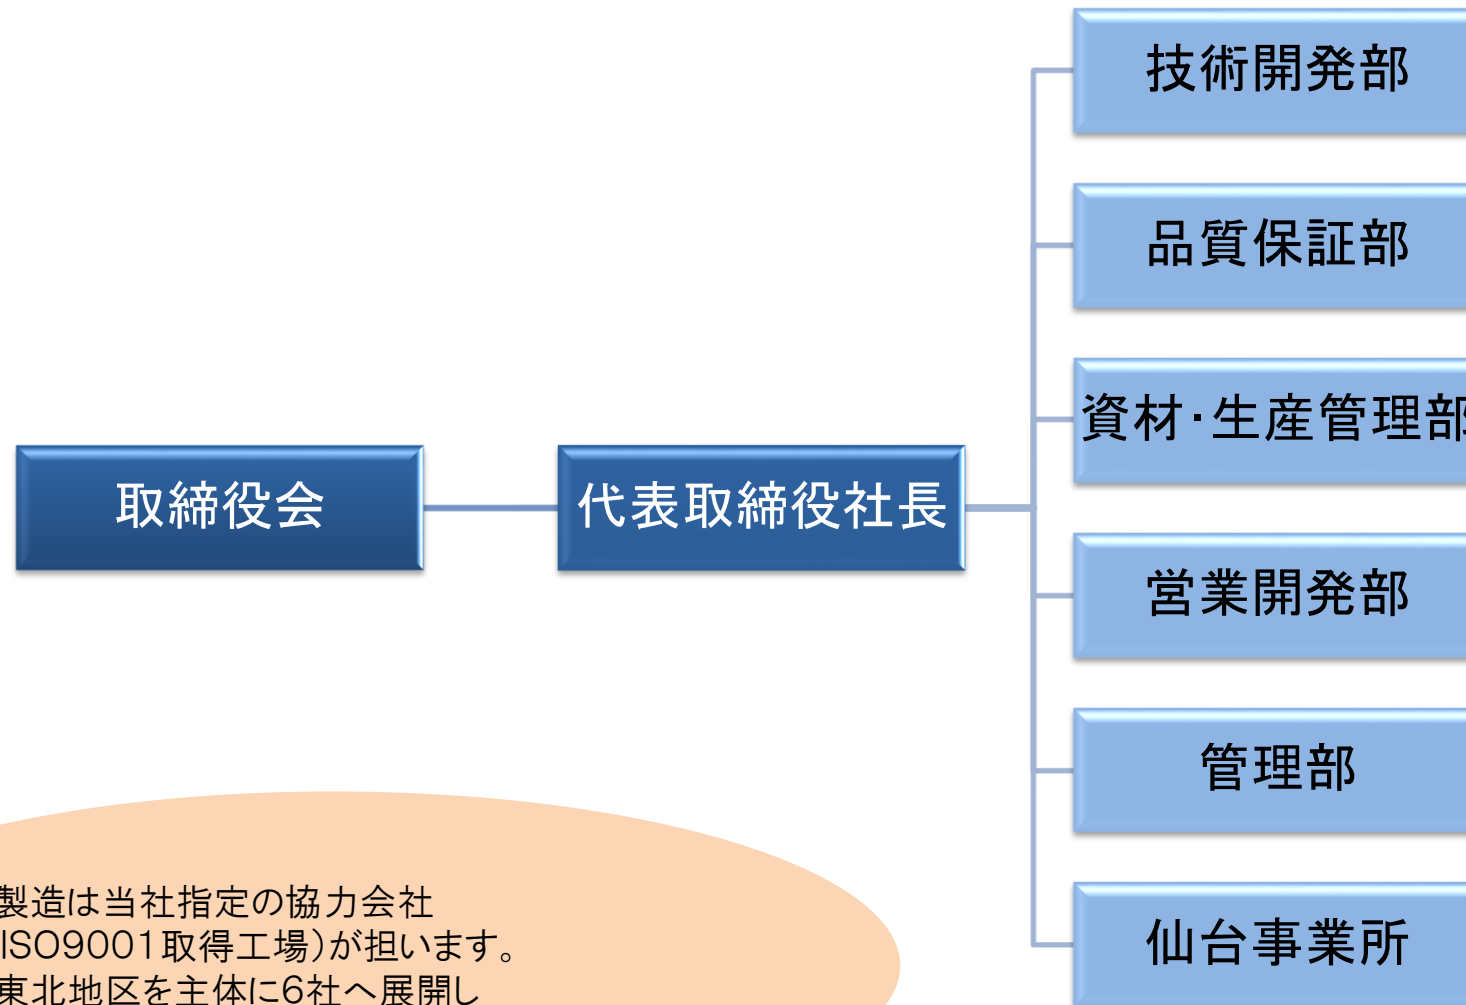 技術開発部
品質保証部
資材・生産管理部
取締役会
代表取締役社長
営業開発部
管理部
仙台事業所
製造は当社指定の協力会社
ISO9001取得工場）が担います。
東北地区を主体に6社へ展開し